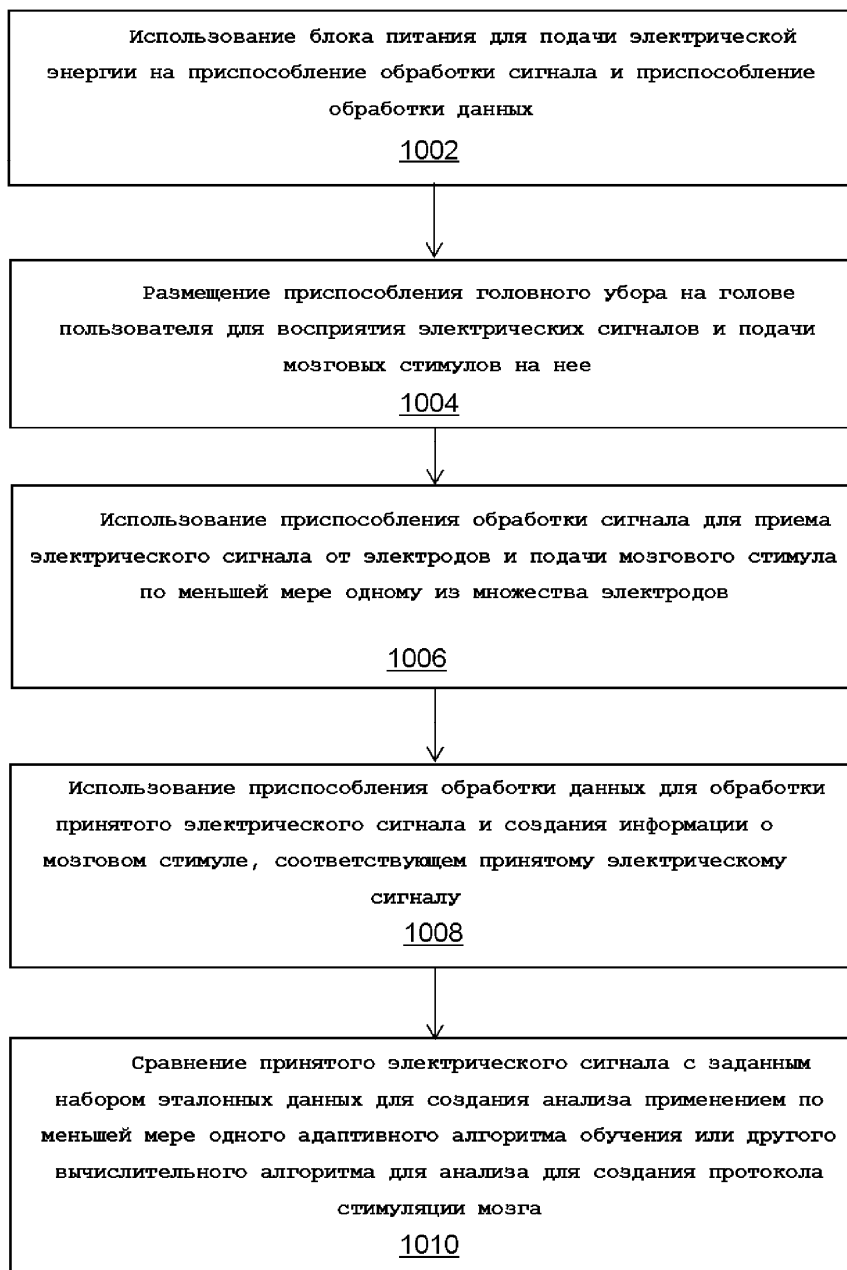 Использование блока питания для подачи электрической
энергии на приспособление обработки сигнала и приспособление
обработки данных
1002
Размещение приспособления головного убора на голове
пользователя для восприятия электрических сигналов и подачи
мозговых стимулов на нее
1004
Использование приспособления обработки сигнала для приема
электрического сигнала от электродов и подачи мозгового стимула
по меньшей мере одному из множества электродов
1006
Использование приспособления обработки данных для обработки
принятого электрического сигнала и создания информации о
мозговом стимуле, соответствующем принятому электрическому
сигналу
1008
Сравнение принятого электрического сигнала с заданным
набором эталонных данных для создания анализа применением по
меньшей мере одного адаптивного алгоритма обучения или другого
вычислительного алгоритма для анализа для создания протокола
стимуляции мозга
1010